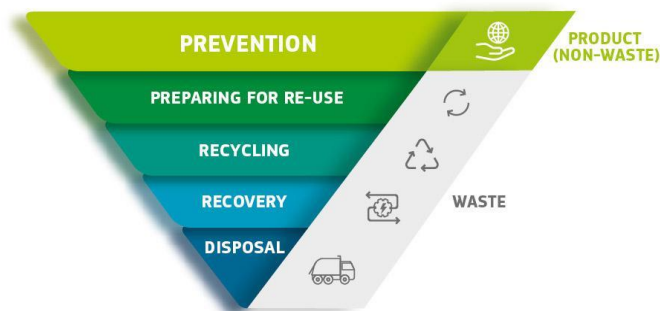 PREVENTION
PRODUCT
(NON-WASTE)
PREPARING FOR RE-USE
RECYCLING
RECOVERY
WASTE
DISPOSAL